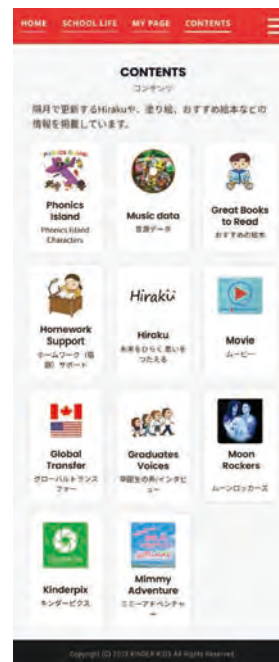 HOME SCHOOL LIFE MY PAGE CONTENTS
CONTENTS
コンテンツ
隔月で更新するHirakuや、塗り絵、おすすめ絵本などの
情報を掲載しています。
Phonics
Island
Phonics Island
Characters
Music data
音源データ
Great Books
to Read
おすすめの絵本
Homework
Support
ホームワーク（宿
題）サポート
Hirakü
Hiraku
未来をひらく思いを
つたえる
Movie
ムービー
Global
Transfer
グローバルトランス
ファー
Graduates
Voices
卒園生の声/インタビ
ュー
Moon
Rockers
ムーンロッカーズ
Kinderpix
キンダーピクス
Mimmy
Adventure
ミミーアドベンチャ
ー
Copyright (C) KINDER KIDS All Rights Reserved.